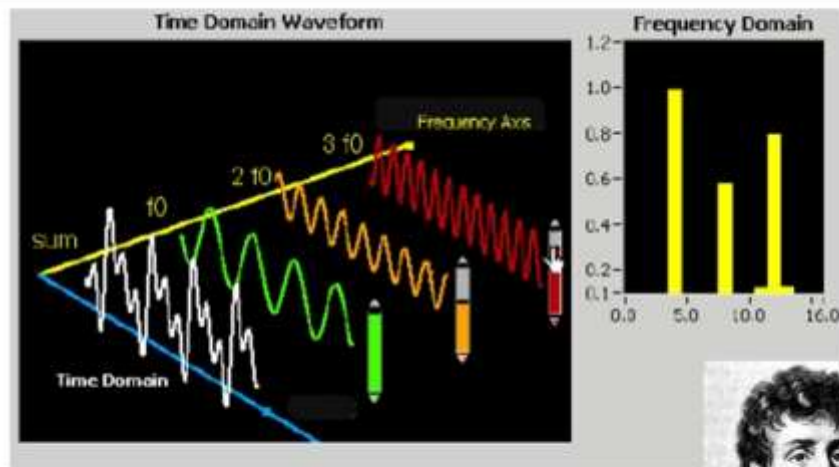 Time Domain Waveform
Frequency Axis
3 f0
2 f0
f0
sum
Time Domain
Frequency Domain
1.2
1.0
0.8
0.6
0.4
0.2
0.1
0.0 5.0 10.0 16.0